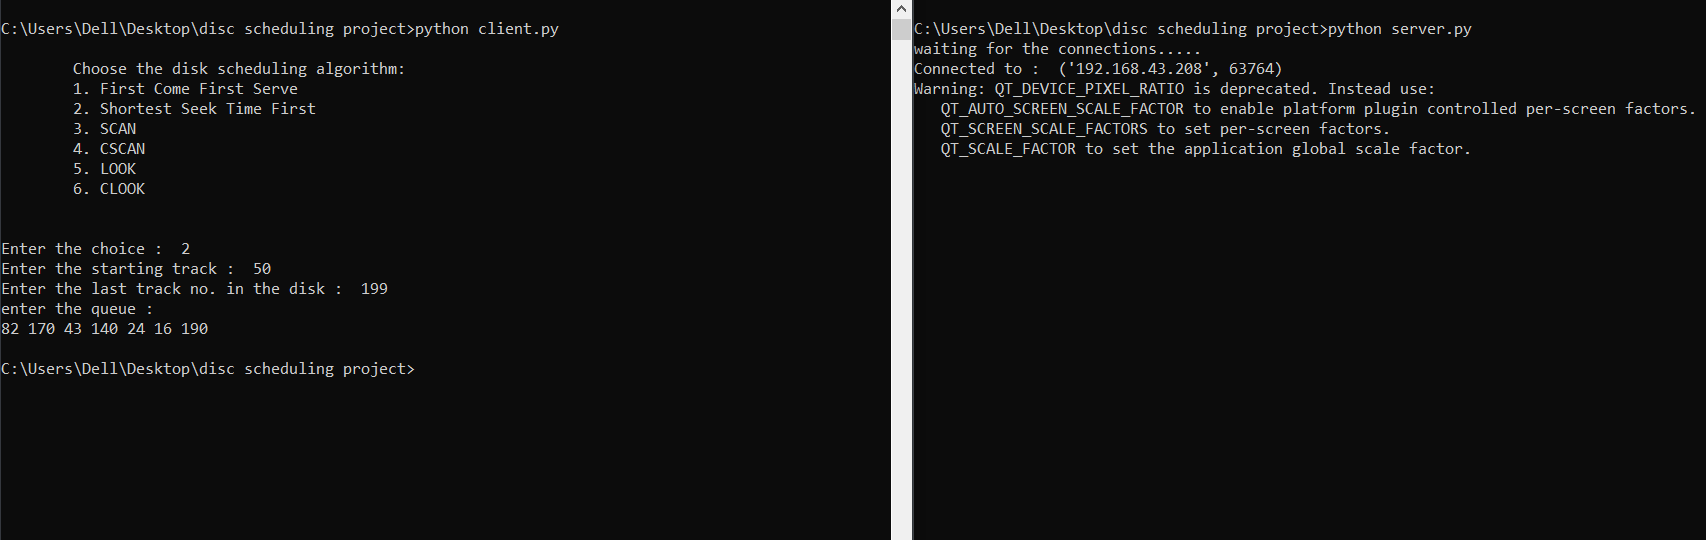 C:\Users\Dell\Desktop\disc scheduling project>python client.py
Choose the disk scheduling algorithm:
1. First Come First Serve
2. Shortest Seek Time First
3. SCAN
4. CSCAN
5. LOOK
6. CLOOK
Enter the choice :  2
Enter the starting track :  50
Enter the last track no. in the disk :  199
enter the queue :
82 170 43 140 24 16 190
C:\Users\Dell\Desktop\disc scheduling project>
C:\Users\Dell\Desktop\disc scheduling project>python server.py
waiting for the connections.....
Connected to :  ('192.168.43.208', 63764)
Warning: QT_DEVICE_PIXEL_RATIO is deprecated. Instead use:
QT_AUTO_SCREEN_SCALE_FACTOR to enable platform plugin controlled per-screen factors.
QT_SCREEN_SCALE_FACTORS to set per-screen factors.
QT_SCALE_FACTOR to set the application global scale factor.